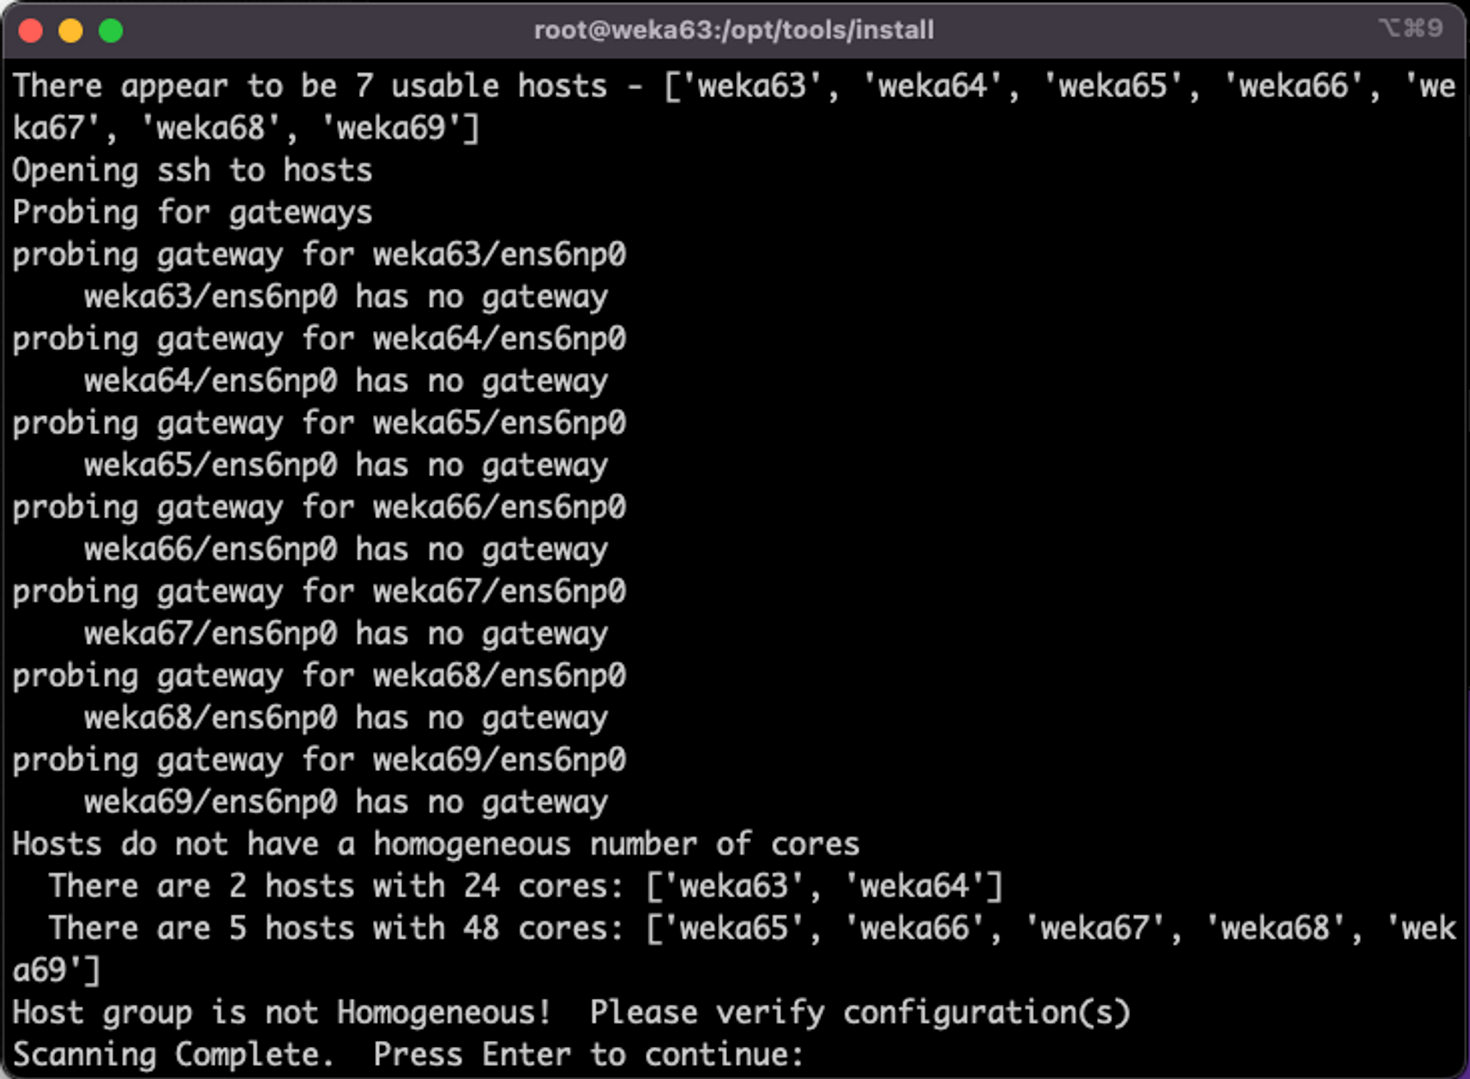 root@weka63:/opt/tools/install
⌥⌘9
There appear to be 7 usable hosts - ['weka63', 'weka64', 'weka65', 'weka66', 'we
ka67', 'weka68', 'weka69']
Opening ssh to hosts
Probing for gateways
probing gateway for weka63/ens6np0
    weka63/ens6np0 has no gateway
probing gateway for weka64/ens6np0
    weka64/ens6np0 has no gateway
probing gateway for weka65/ens6np0
    weka65/ens6np0 has no gateway
probing gateway for weka66/ens6np0
    weka66/ens6np0 has no gateway
probing gateway for weka67/ens6np0
    weka67/ens6np0 has no gateway
probing gateway for weka68/ens6np0
    weka68/ens6np0 has no gateway
probing gateway for weka69/ens6np0
    weka69/ens6np0 has no gateway
Hosts do not have a homogeneous number of cores
  There are 2 hosts with 24 cores: ['weka63', 'weka64']
  There are 5 hosts with 48 cores: ['weka65', 'weka66', 'weka67', 'weka68', 'wek
a69']
Host group is not Homogeneous!  Please verify configuration(s)
Scanning Complete.  Press Enter to continue: